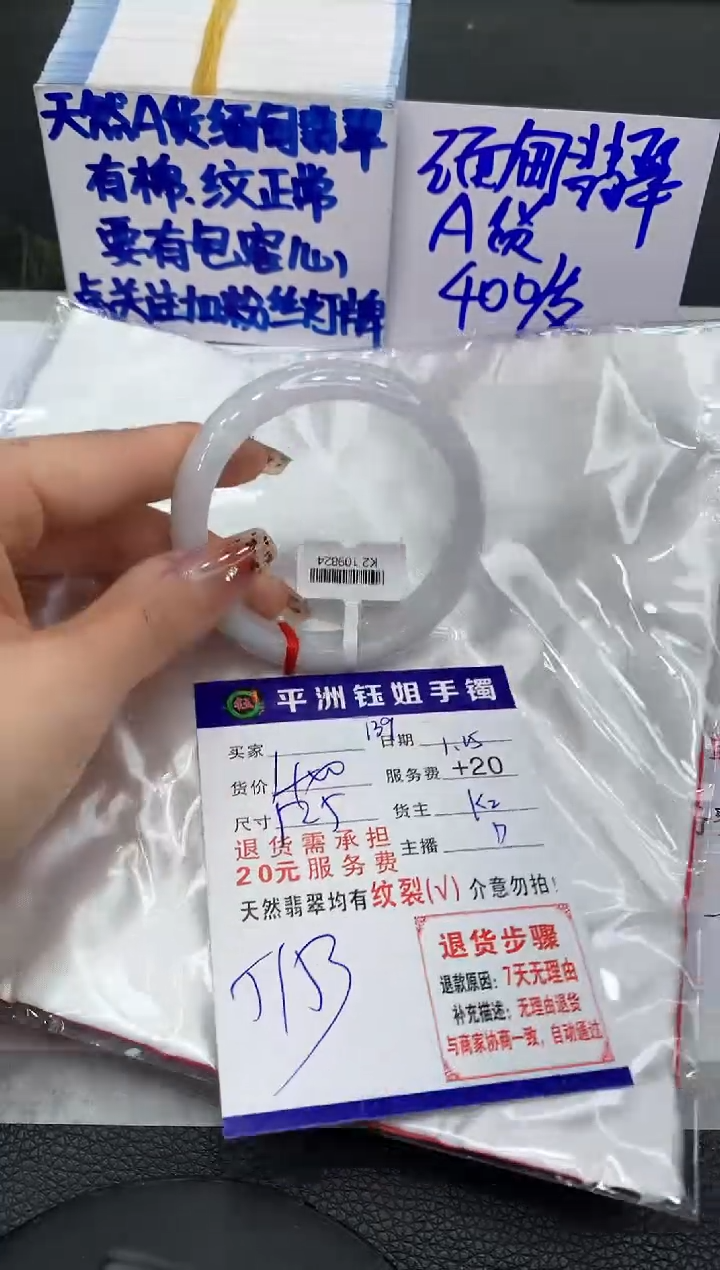 天然A货缅甸翡翠
有棉、纹正常
要有包容心，
点关注加粉丝灯牌
缅甸翡翠
A货
400/条
K2 109824
平洲钰姐手镯
139
买家
日期 1.15
货价 400
服务费 +20
尺寸 525
货主 K2
退货需承担
20元服务费
主播
天然翡翠均有纹裂(√)介意勿拍！
退货步骤
退款原因：7天无理由
补充描述：无理由退货
与商家协商一致，自动通过